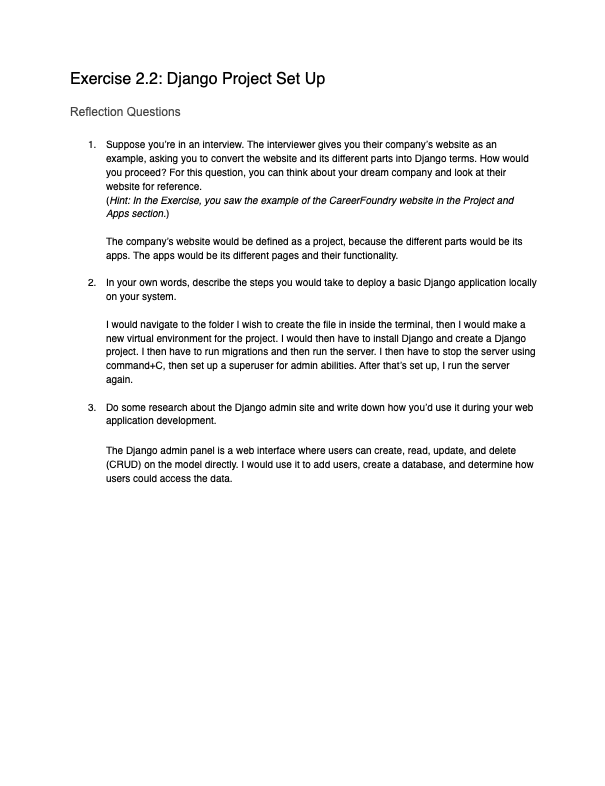 Exercise 2.2: Django Project Set Up
Reflection Questions
1. Suppose you're in an interview. The interviewer gives you their company's website as an
example, asking you to convert the website and its different parts into Django terms. How would
you proceed? For this question, you can think about your dream company and look at their
website for reference.
(Hint: In the Exercise, you saw the example of the CareerFoundry website in the Project and
Apps section.)
The company's website would be defined as a project, because the different parts would be its
apps. The apps would be its different pages and their functionality.
2. In your own words, describe the steps you would take to deploy a basic Django application locally
on your system.
I would navigate to the folder I wish to create the file in inside the terminal, then I would make a
new virtual environment for the project. I would then have to install Django and create a Django
project. I then have to run migrations and then run the server. I then have to stop the server using
command+C, then set up a superuser for admin abilities. After that's set up, I run the server
again.
3. Do some research about the Django admin site and write down how you'd use it during your web
application development.
The Django admin panel is a web interface where users can create, read, update, and delete
(CRUD) on the model directly. I would use it to add users, create a database, and determine how
users could access the data.